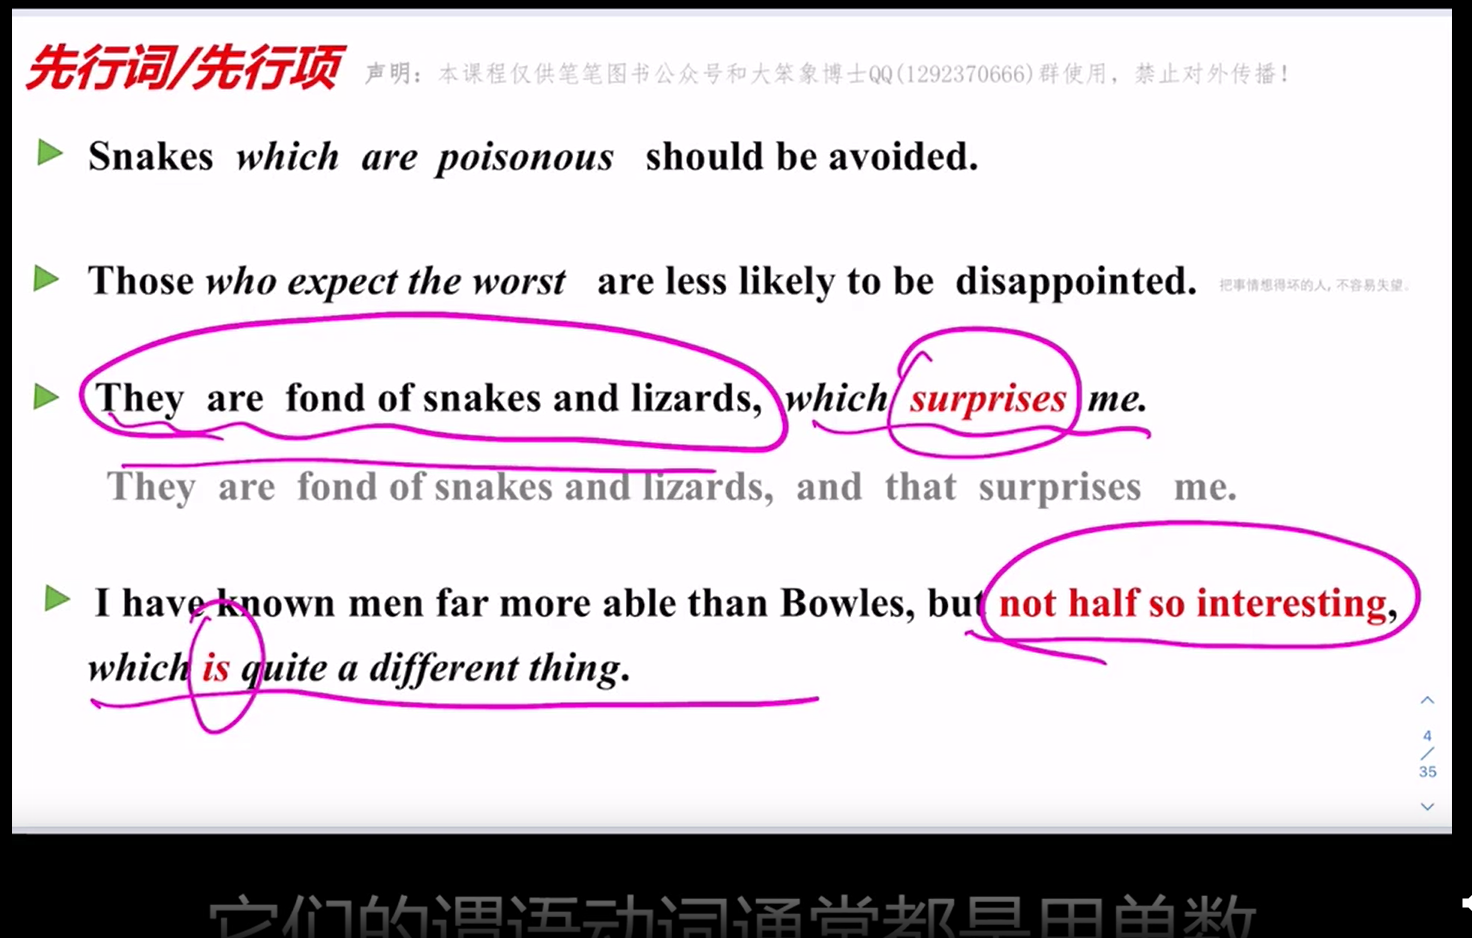 先行词/先行项 声明：本课程仅供笔笔图书公众号和大笨象博士QQ(1292370666)群使用，禁止对外传播！
Snakes which are poisonous should be avoided.
Those who expect the worst are less likely to be disappointed. 把事情想得坏的人，不容易失望。
They are fond of snakes and lizards, which surprises me.
They are fond of snakes and lizards, and that surprises me.
I have known men far more able than Bowles, but not half so interesting,
which is quite a different thing.
4
/
35
它们的谓语动词通常都是用单数